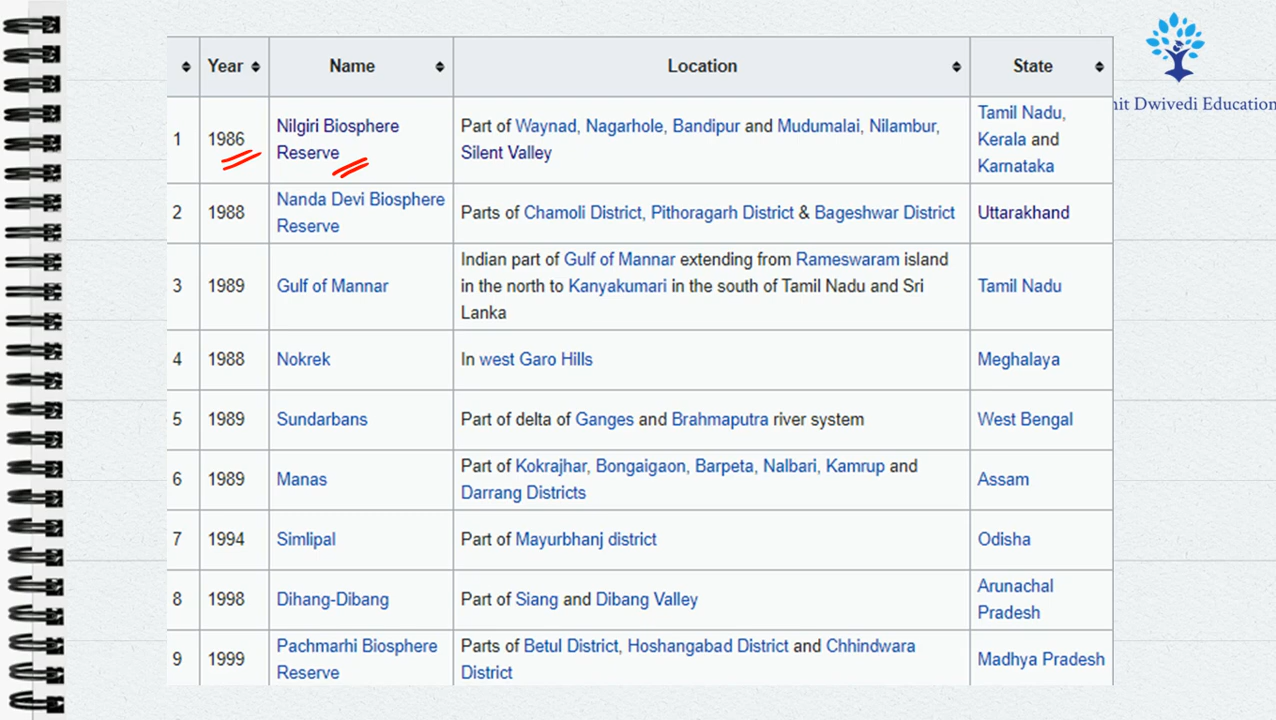 Year Name Location State
1 1986 Nilgiri Biosphere Reserve Part of Waynad, Nagarhole, Bandipur and Mudumalai, Nilambur, Silent Valley Tamil Nadu, Kerala and Karnataka
2 1988 Nanda Devi Biosphere Reserve Parts of Chamoli District, Pithoragarh District & Bageshwar District Uttarakhand
3 1989 Gulf of Mannar Indian part of Gulf of Mannar extending from Rameswaram island in the north to Kanyakumari in the south of Tamil Nadu and Sri Lanka Tamil Nadu
4 1988 Nokrek In west Garo Hills Meghalaya
5 1989 Sundarbans Part of delta of Ganges and Brahmaputra river system West Bengal
6 1989 Manas Part of Kokrajhar, Bongaigaon, Barpeta, Nalbari, Kamrup and Darrang Districts Assam
7 1994 Simlipal Part of Mayurbhanj district Odisha
8 1998 Dihang-Dibang Part of Siang and Dibang Valley Arunachal Pradesh
9 1999 Pachmarhi Biosphere Reserve Parts of Betul District, Hoshangabad District and Chhindwara District Madhya Pradesh
Dwivedi Education